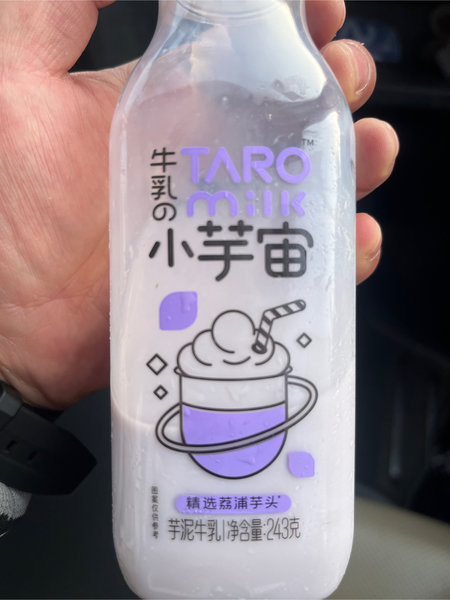 牛乳の
TARO™
milk
小芋宙
精选荔浦芋头*
芋泥牛乳|净含量:243克
图案仅供参考